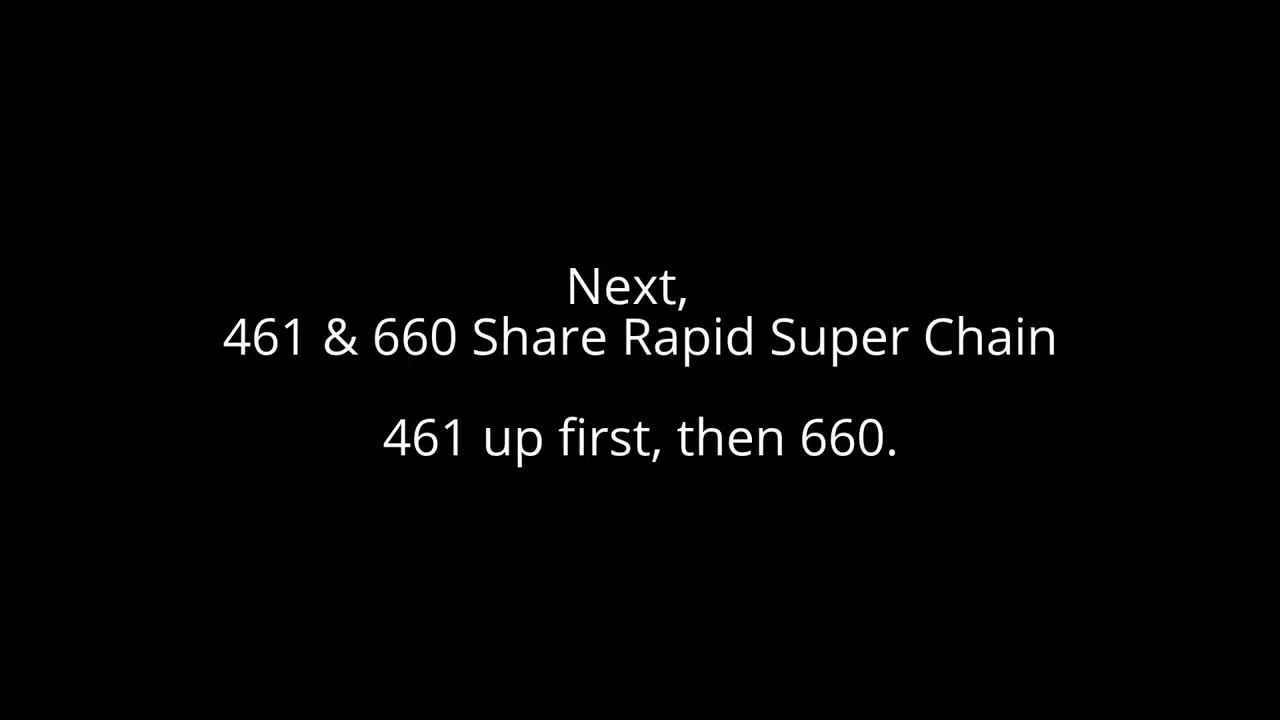 Next,
461 & 660 Share Rapid Super Chain
461 up first, then 660.